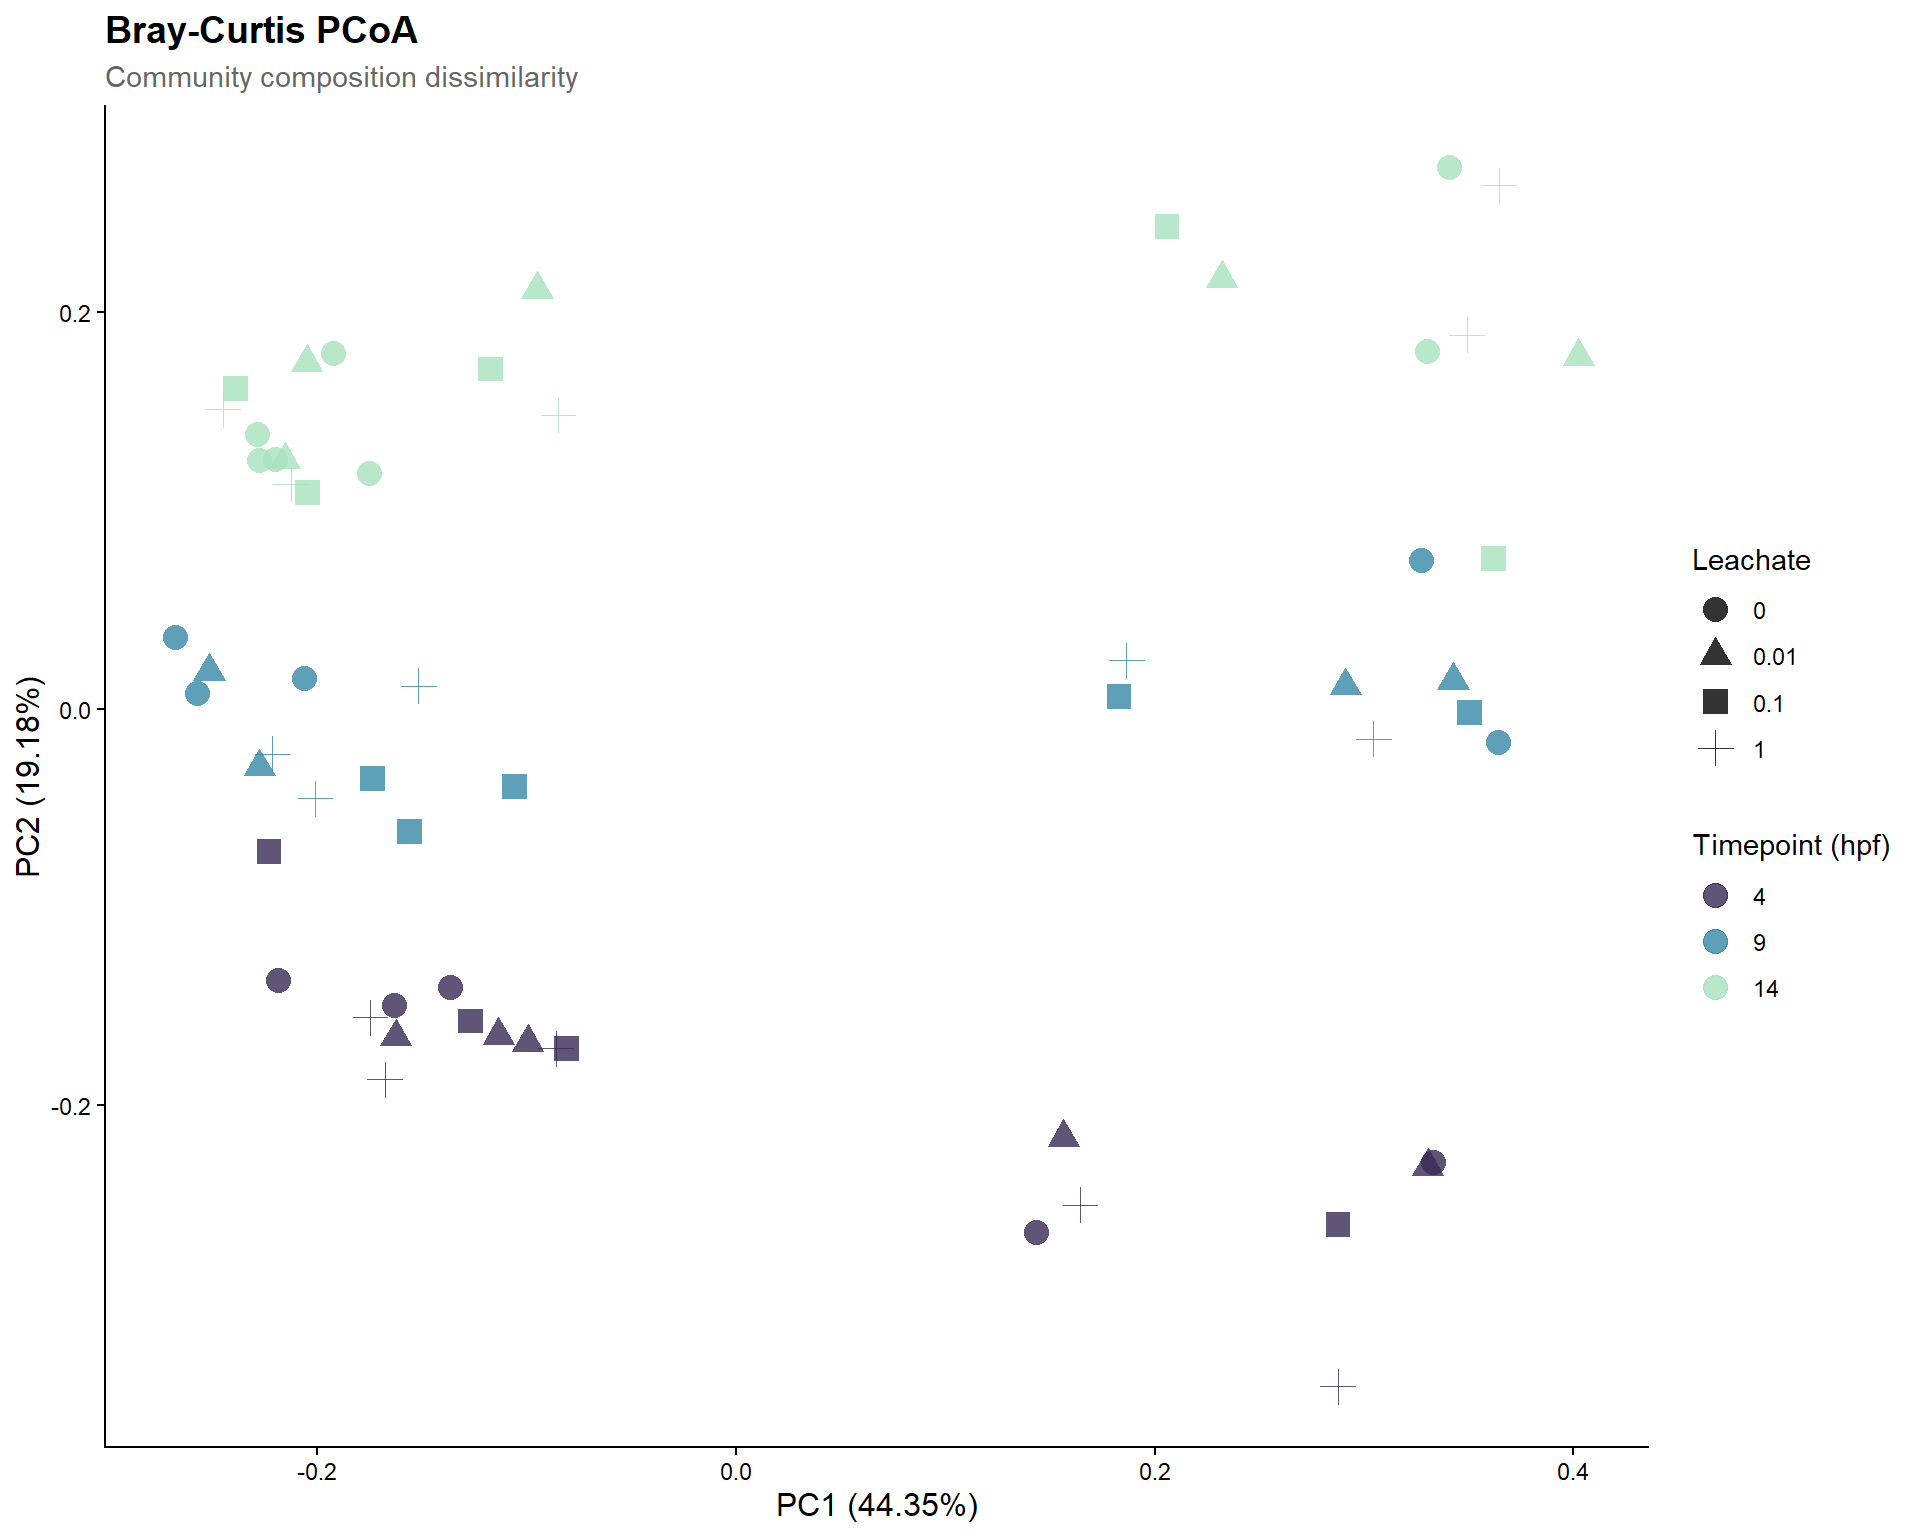 Bray-Curtis PCoA
Community composition dissimilarity
0.2
0.0
-0.2
PC2 (19.18%)
-0.2
0.0
0.2
0.4
PC1 (44.35%)
Leachate
0
0.01
0.1
1
Timepoint (hpf)
4
9
14